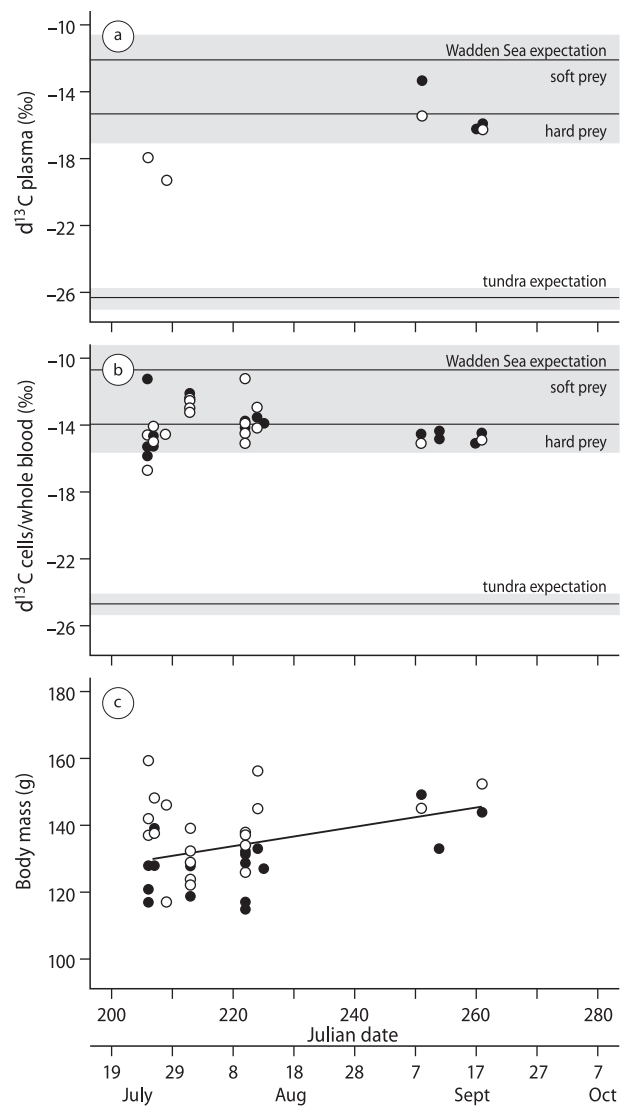 a
−10
−14
−18
−22
−26
d13C plasma (‰)
Wadden Sea expectation
soft prey
hard prey
tundra expectation
b
−10
−14
−18
−22
−26
d13C cells/whole blood (‰)
Wadden Sea expectation
soft prey
hard prey
tundra expectation
c
180
160
140
120
100
Body mass (g)
200 220 240 260 280
Julian date
19 29 8 18 28 7 17 27 7
July Aug Sept Oct